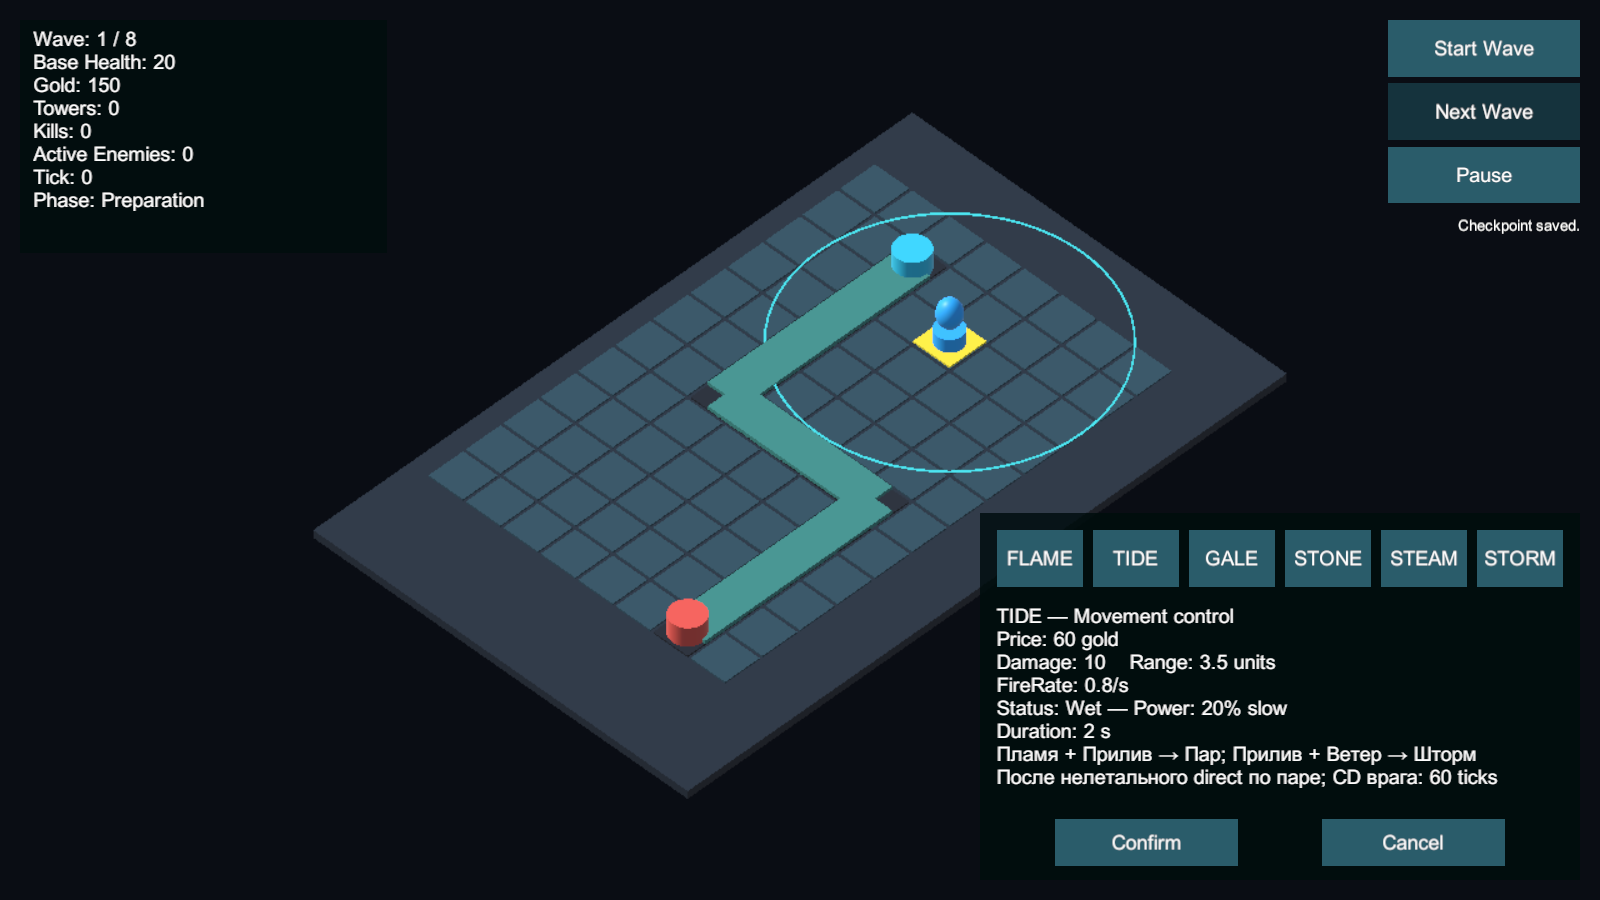 Wave: 1 / 8
Base Health: 20
Gold: 150
Towers: 0
Kills: 0
Active Enemies: 0
Tick: 0
Phase: Preparation
Start Wave
Next Wave
Pause
Checkpoint saved.
FLAME TIDE GALE STONE STEAM STORM
TIDE — Movement control
Price: 60 gold
Damage: 10 Range: 3.5 units
FireRate: 0.8/s
Status: Wet — Power: 20% slow
Duration: 2 s
Пламя + Прилив → Пар; Прилив + Ветер → Шторм
После нелетального direct по паре; CD врага: 60 ticks
Confirm Cancel